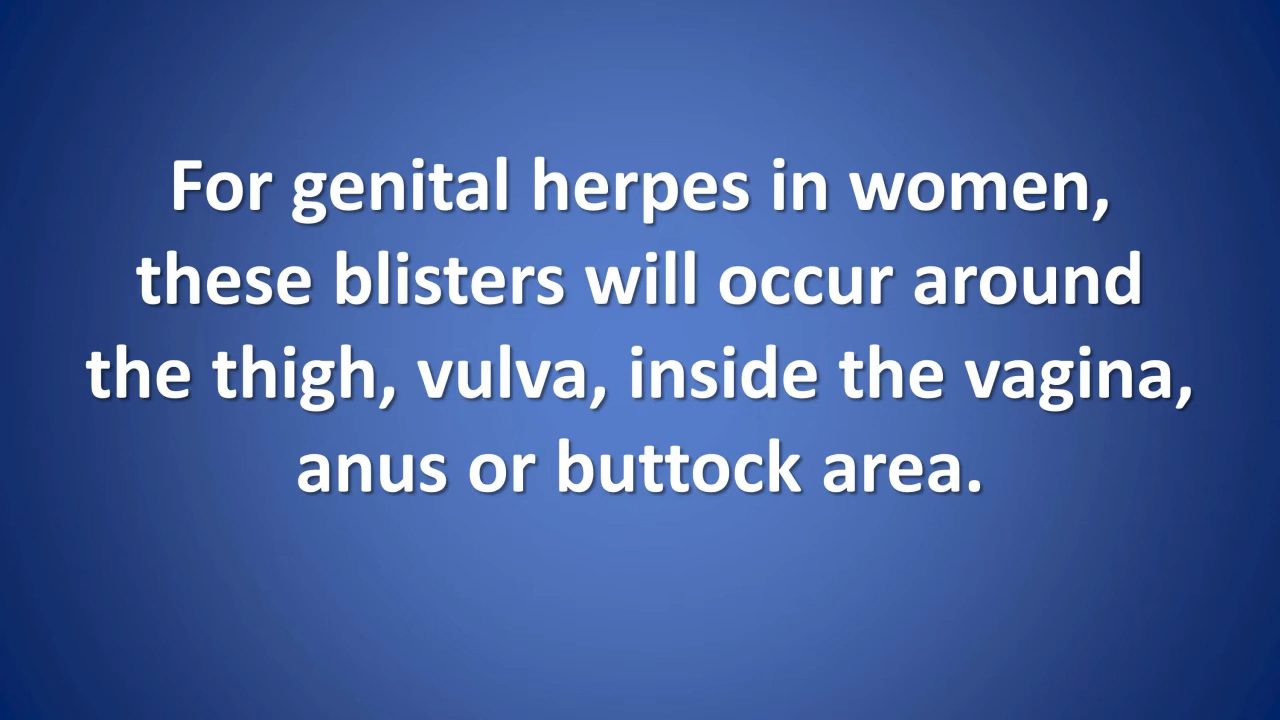 For genital herpes in women,
these blisters will occur around
the thigh, vulva, inside the vagina,
anus or buttock area.